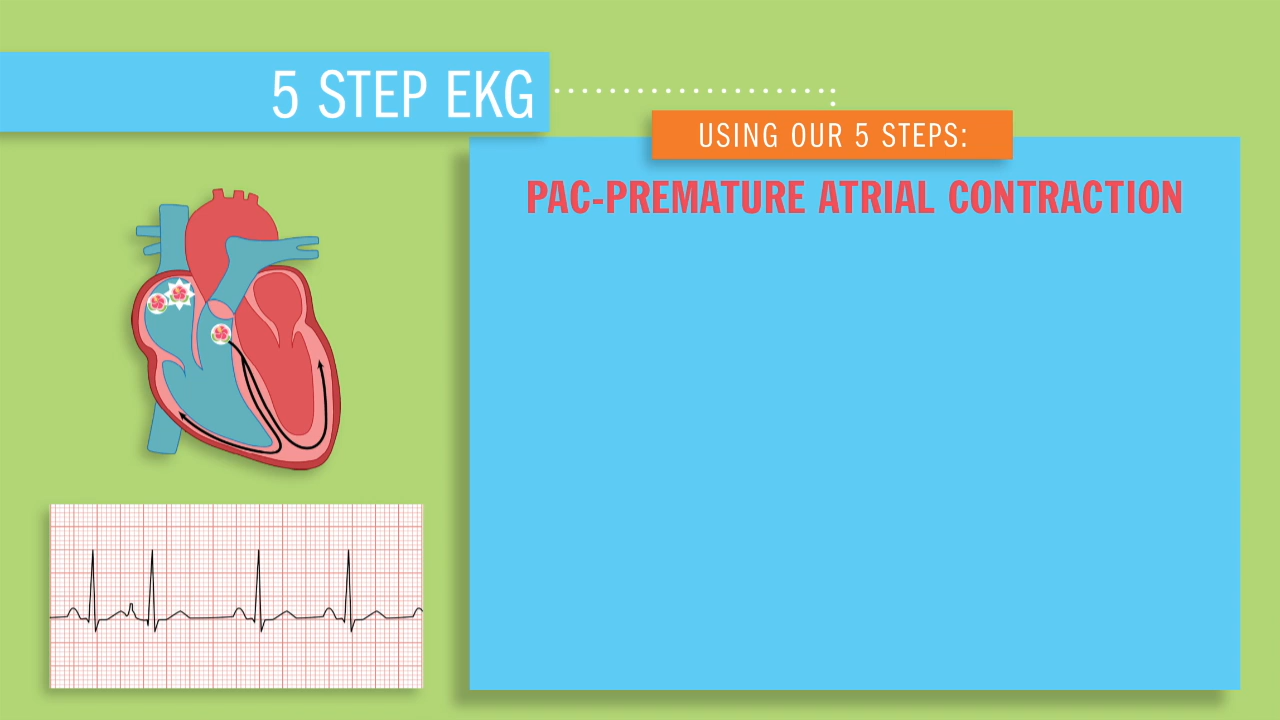 5 STEP EKG
USING OUR 5 STEPS:
PAC-PREMATURE ATRIAL CONTRACTION